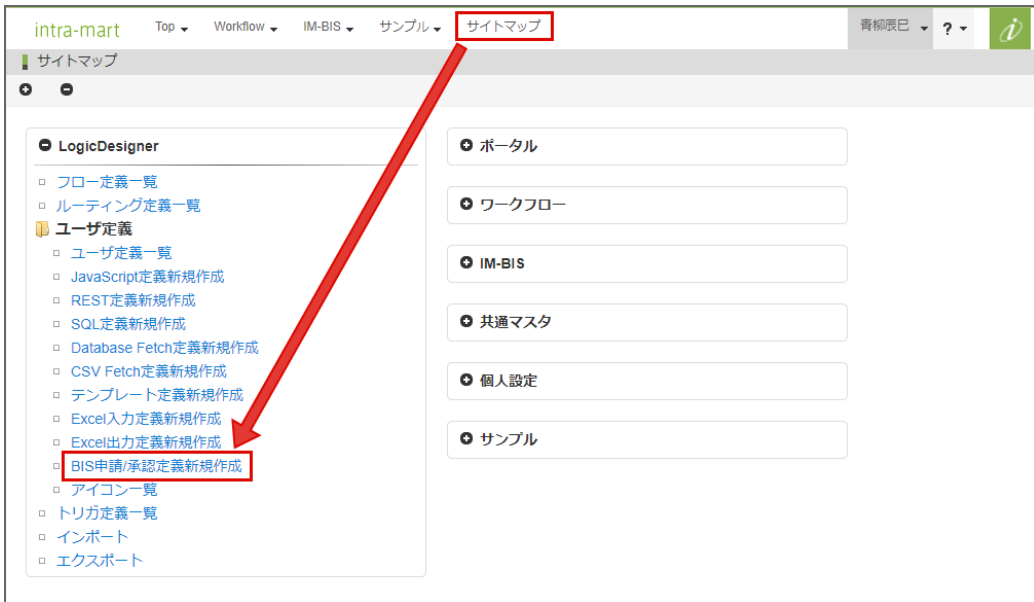 intra-mart Top Workflow IM-BIS サンプル サイトマップ 青柳辰巳 ?
サイトマップ
LogicDesigner
フロー定義一覧
ルーティング定義一覧
ユーザ定義
ユーザ定義一覧
JavaScript定義新規作成
REST定義新規作成
SQL定義新規作成
Database Fetch定義新規作成
CSV Fetch定義新規作成
テンプレート定義新規作成
Excel入力定義新規作成
Excel出力定義新規作成
BIS申請/承認定義新規作成
アイコン一覧
トリガ定義一覧
インポート
エクスポート
ポータル
ワークフロー
IM-BIS
共通マスタ
個人設定
サンプル